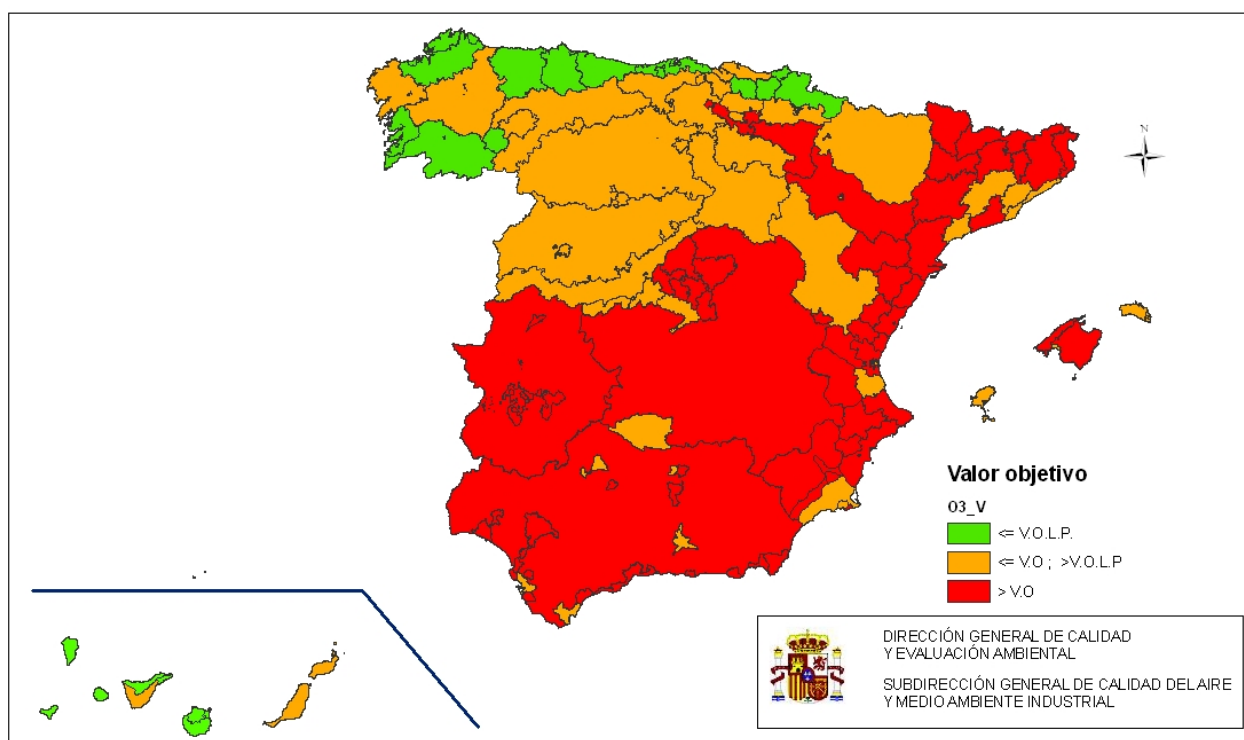 N
Valor objetivo
O3_V
<= V.O.L.P.
<= V.O ; >V.O.L.P
> V.O
DIRECCIÓN GENERAL DE CALIDAD
Y EVALUACIÓN AMBIENTAL
SUBDIRECCIÓN GENERAL DE CALIDAD DEL AIRE
Y MEDIO AMBIENTE INDUSTRIAL